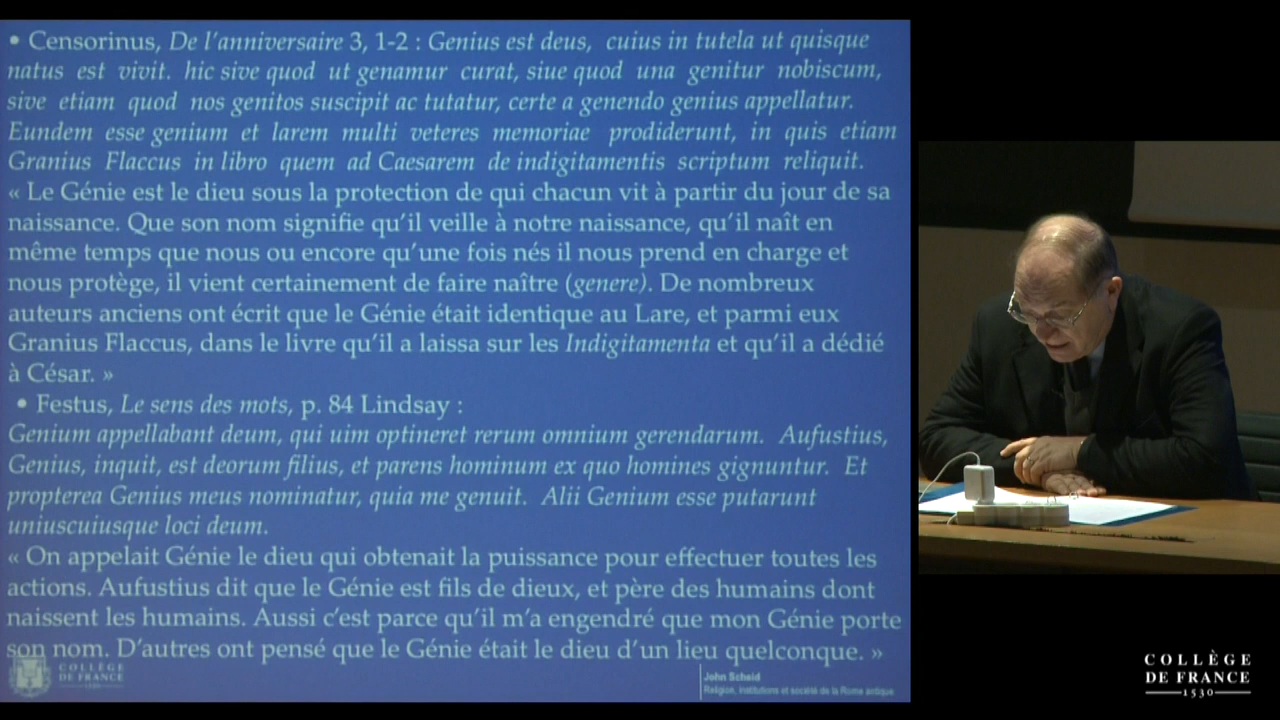 • Censorinus, De l'anniversaire 3, 1-2 : Genius est deus, cuius in tutela ut quisque
natus est vivit. hic sive quod ut genamur curat, siue quod una genitur nobiscum,
sive etiam quod nos genitos suscipit ac tutatur, certe a genendo genius appellatur.
Eundem esse genium et larem multi veteres memoriae prodiderunt, in quis etiam
Granius Flaccus in libro quem ad Caesarem de indigitamentis scriptum reliquit.
« Le Génie est le dieu sous la protection de qui chacun vit à partir du jour de sa
naissance. Que son nom signifie qu'il veille à notre naissance, qu'il naît en
même temps que nous ou encore qu'une fois nés il nous prend en charge et
nous protège, il vient certainement de faire naître (genere). De nombreux
auteurs anciens ont écrit que le Génie était identique au Lare, et parmi eux
Granius Flaccus, dans le livre qu'il a laissa sur les Indigitamenta et qu'il a dédié
à César. »
• Festus, Le sens des mots, p. 84 Lindsay :
Genium appellabant deum, qui uim optineret rerum omnium gerendarum. Aufustius,
Genius, inquit, est deorum filius, et parens hominum ex quo homines gignuntur. Et
propterea Genius meus nominatur, quia me genuit. Alii Genium esse putarunt
uniuscuiusque loci deum.
« On appelait Génie le dieu qui obtenait la puissance pour effectuer toutes les
actions. Aufustius dit que le Génie est fils de dieux, et père des humains dont
naissent les humains. Aussi c'est parce qu'il m'a engendré que mon Génie porte
son nom. D'autres ont pensé que le Génie était le dieu d'un lieu quelconque. »
COLLÈGE
DE FRANCE
1530
John Scheid
Religion, institutions et société de la Rome antique
COLLÈGE
DE FRANCE
1530